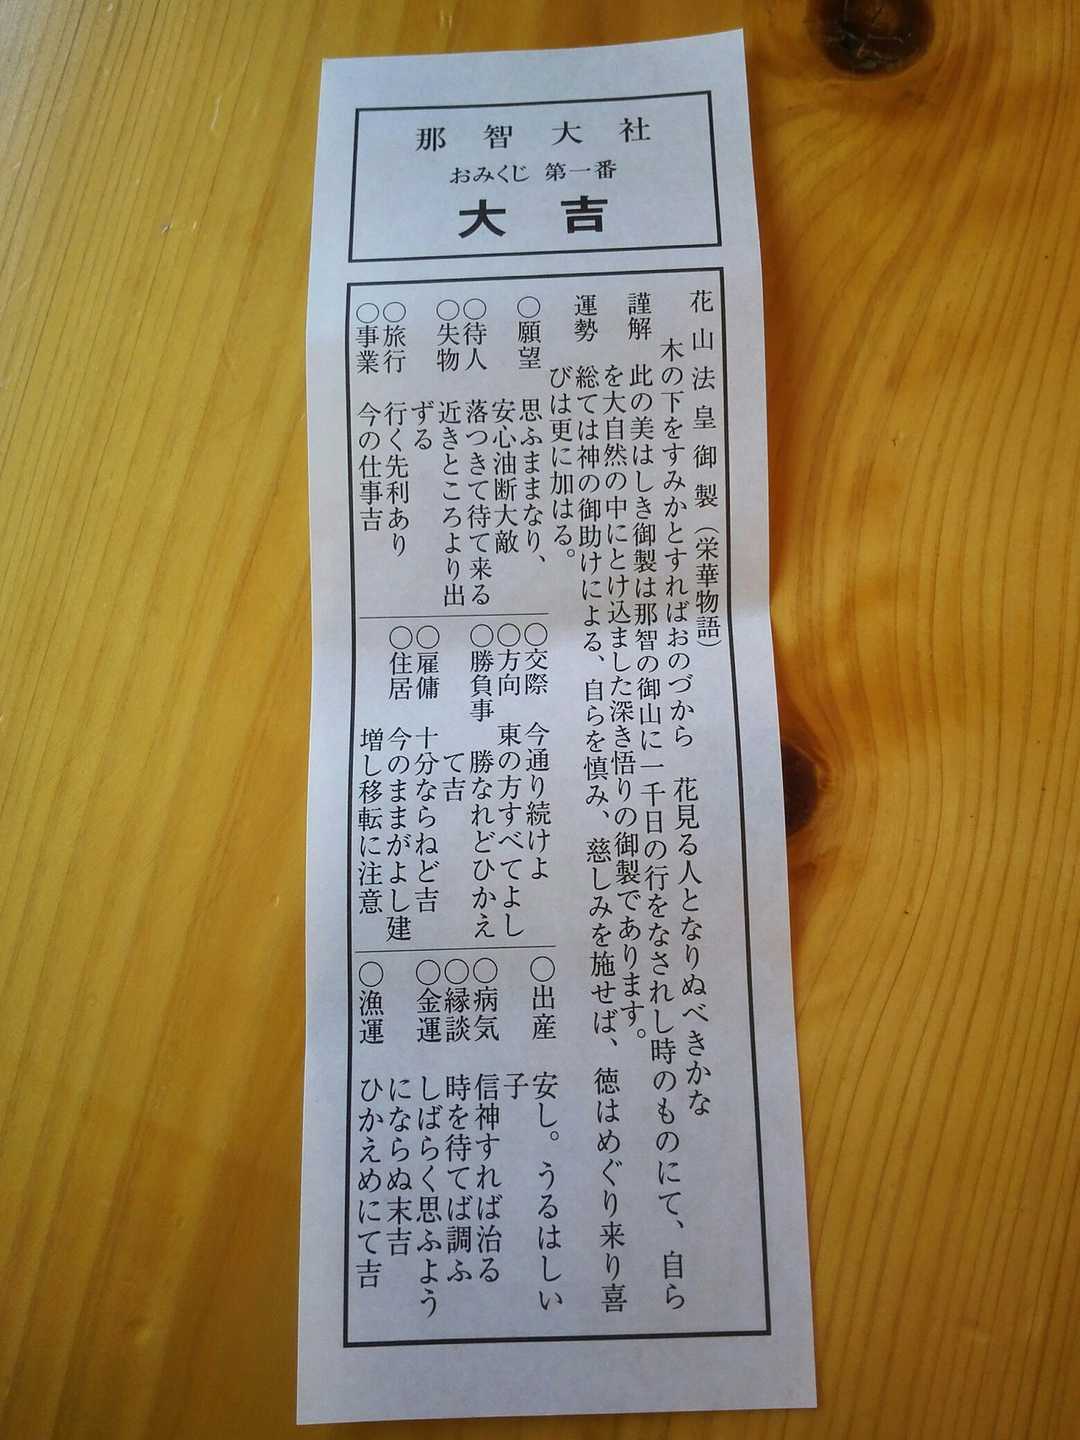 那智大社
おみくじ 第一番
大吉
花山法皇御製（栄華物語）
木の下をすみかとすればおのづから 花見る人となりぬべきかな
謹解 此の美はしき御製は那智の御山に一千日の行をなされし時のものにて、自ら
を大自然の中にとけ込ました深き悟りの御製であります。
運勢 総ては神の御助けによる、自らを慎み、慈しみを施せば、徳はめぐり来り喜
びは更に加はる。
○願望 思ふままなり、
安心油断大敵
○待人 落つきて待て来る
○失物 近きところより出
ずる
○旅行 行く先利あり
○事業 今の仕事吉
○交際 今通り続けよ
○方向 東の方すべてよし
○勝負事 勝なれどひかえ
て吉
○雇傭 十分ならねど吉
○住居 今のままがよし建
増し移転に注意
○出産 安し。うるはしい
子
○病気 信神すれば治る
○縁談 時を待てば調ふ
○金運 しばらく思ふよう
にならぬ末吉
○漁運 ひかえめにて吉